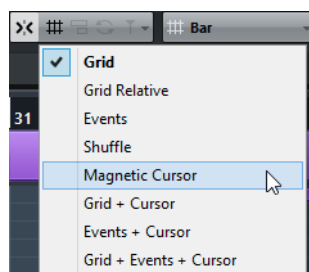 Bar
Grid
Grid Relative
31
Events
Shuffle
Magnetic Cursor
Grid + Cursor
Events + Cursor
Grid + Events + Cursor